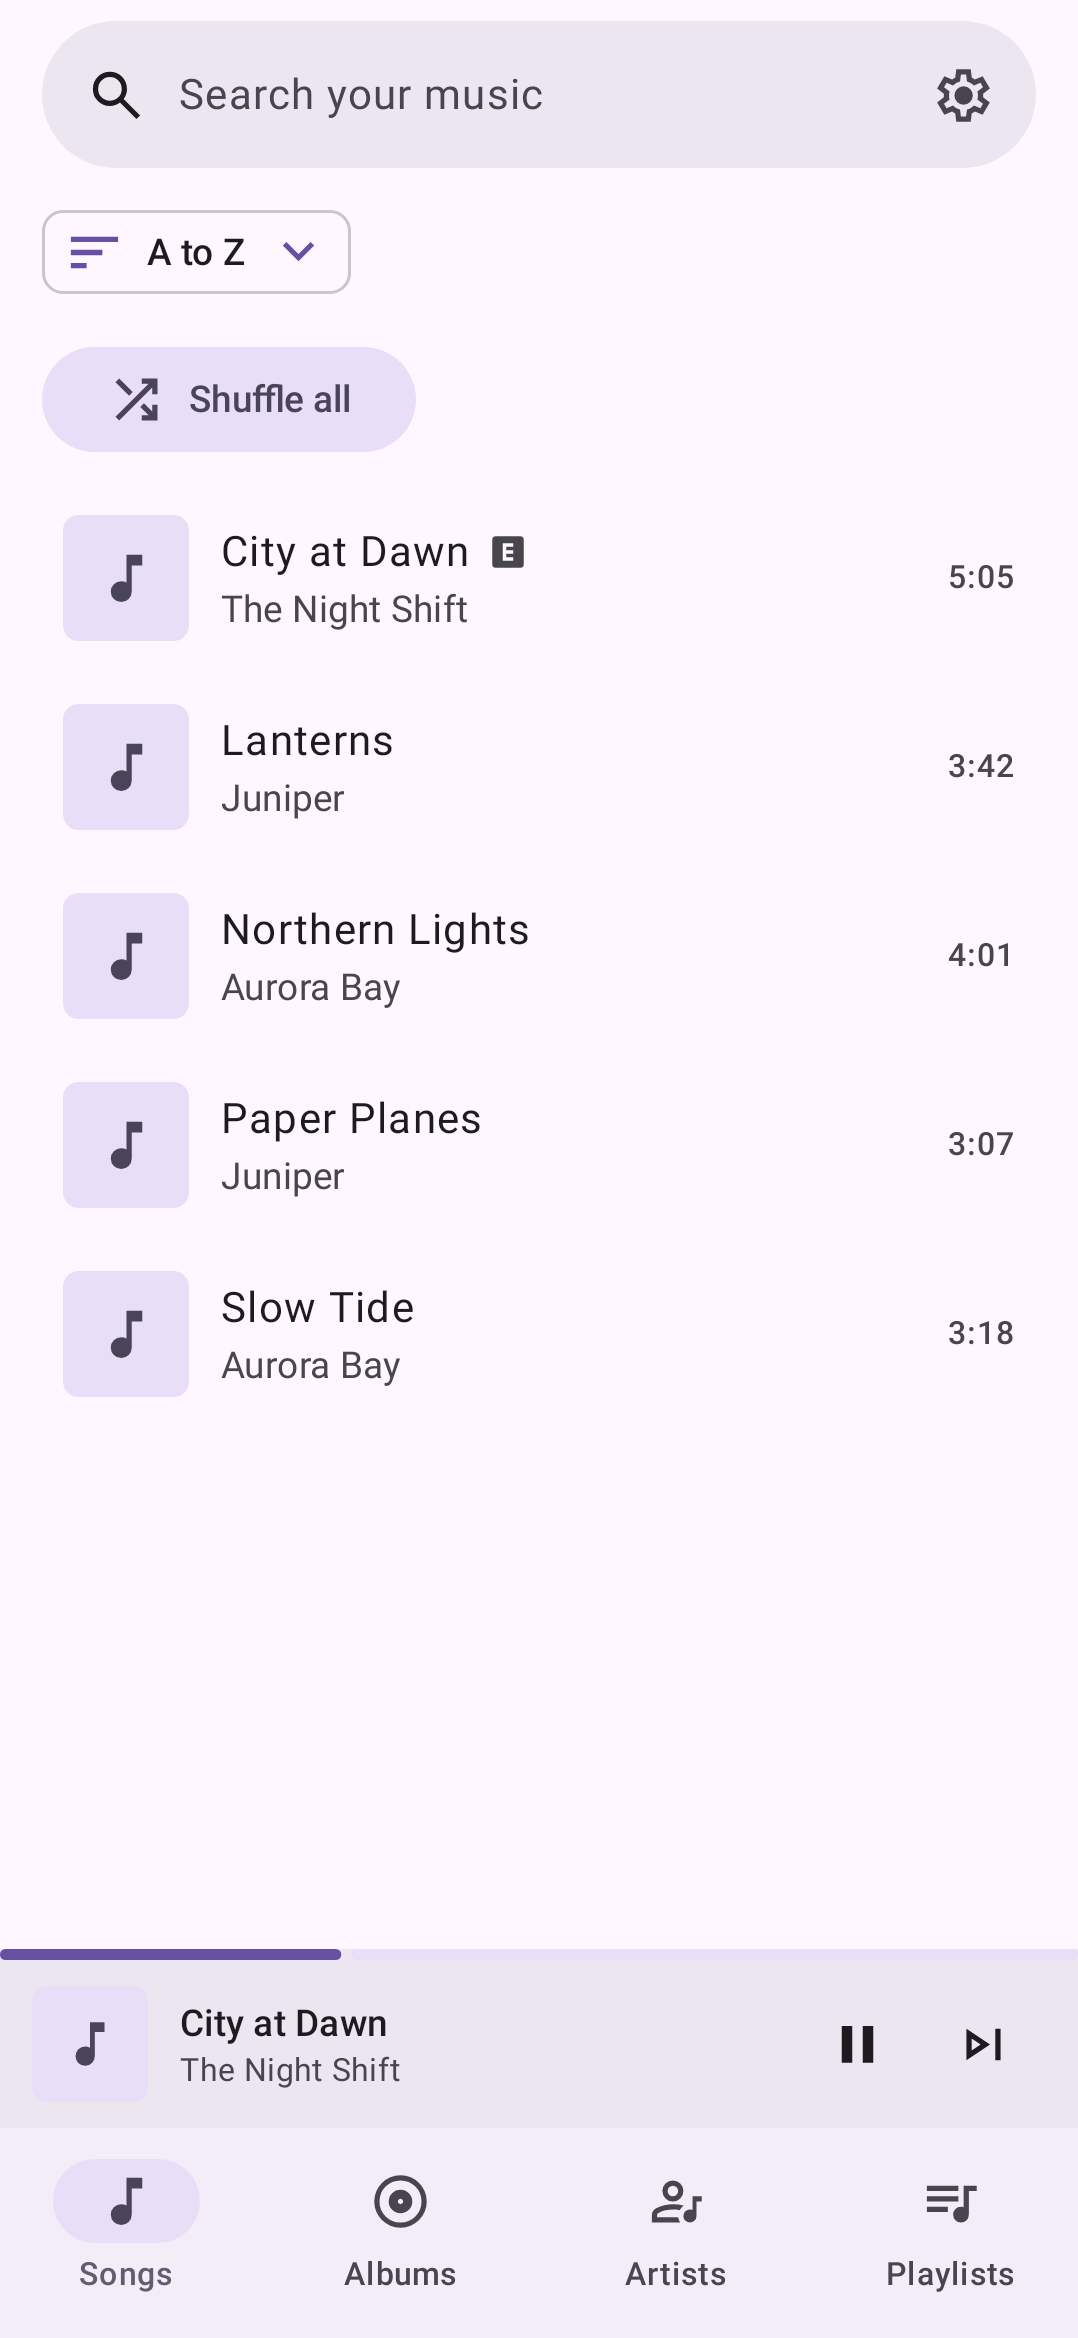 Search your music
A to Z
Shuffle all
City at Dawn E
The Night Shift
5:05
Lanterns
Juniper
3:42
Northern Lights
Aurora Bay
4:01
Paper Planes
Juniper
3:07
Slow Tide
Aurora Bay
3:18
City at Dawn
The Night Shift
Songs
Albums
Artists
Playlists